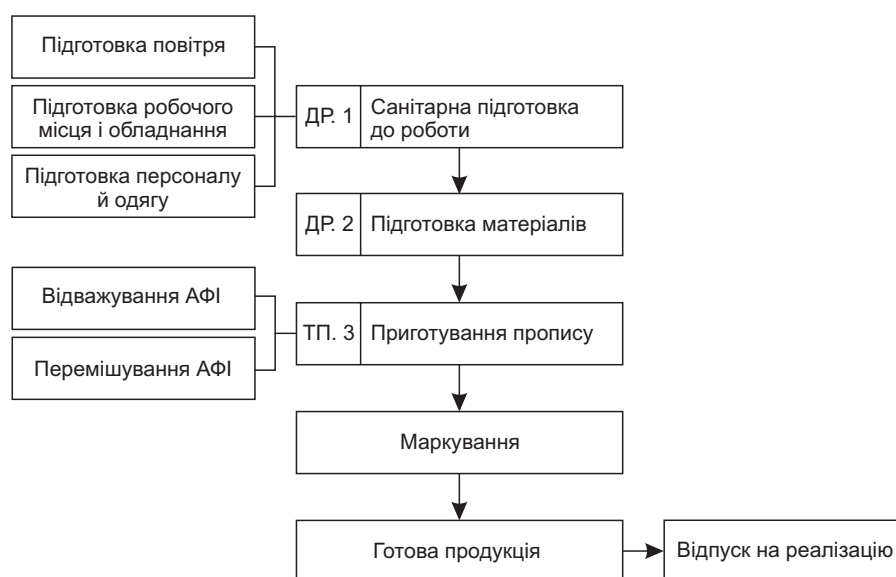 Підготовка повітря
Підготовка робочого
місця і обладнання
Підготовка персоналу
й одягу
ДР. 1
Санітарна підготовка
до роботи
ДР. 2
Підготовка матеріалів
Відважування АФІ
Перемішування АФІ
ТП. 3
Приготування пропису
Маркування
Готова продукція
Відпуск на реалізацію